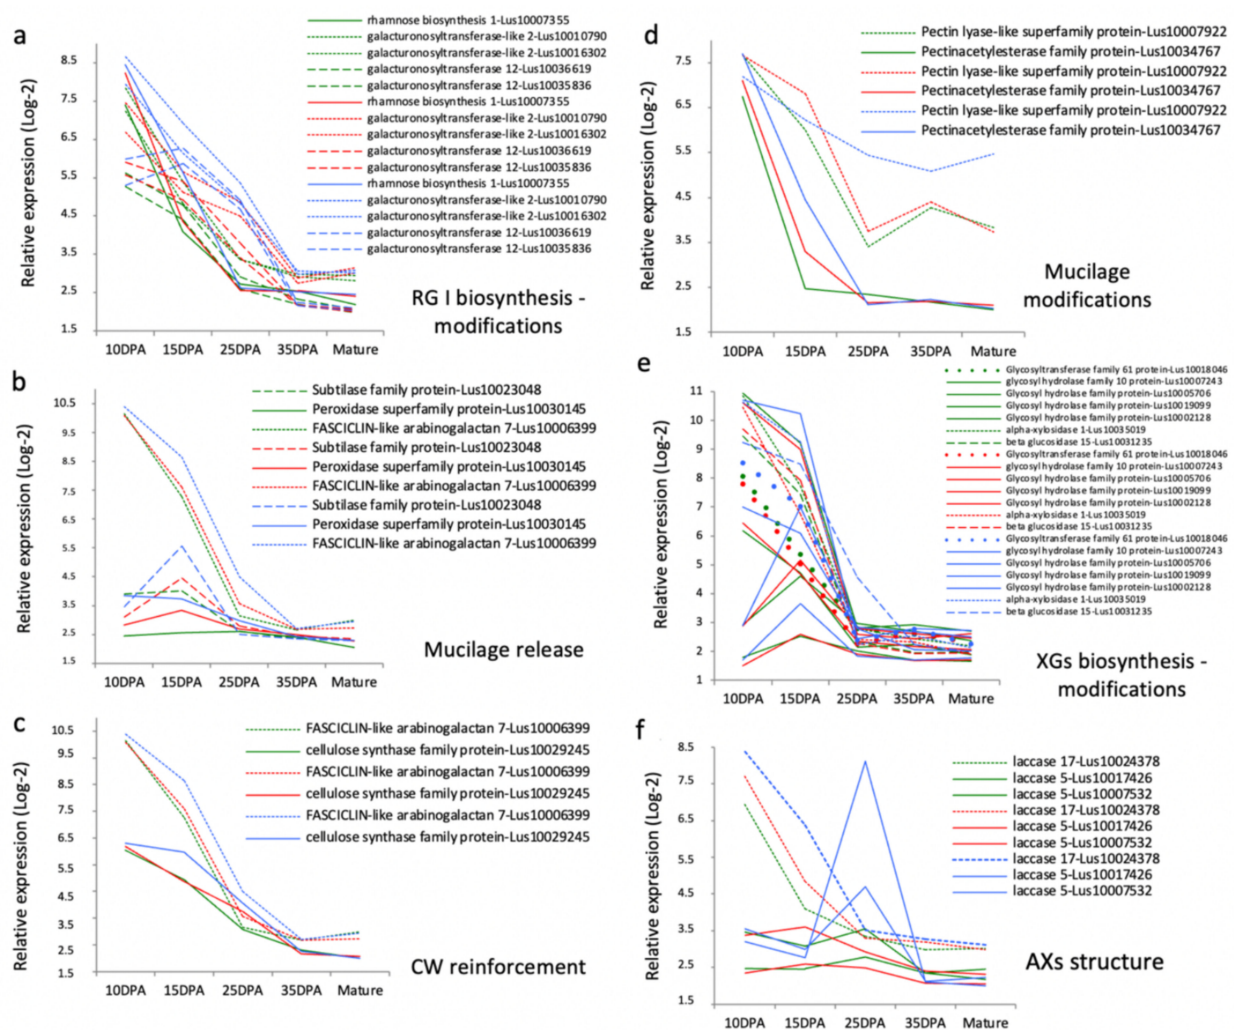 a
Relative expression (Log-2)
8.5
7.5
6.5
5.5
4.5
3.5
2.5
1.5
10DPA 15DPA 25DPA 35DPA Mature
rhamnose biosynthesis 1-Lus10007355
galacturonosyltransferase-like 2-Lus10010790
galacturonosyltransferase-like 2-Lus10016302
galacturonosyltransferase 12-Lus10036619
galacturonosyltransferase 12-Lus10035836
rhamnose biosynthesis 1-Lus10007355
galacturonosyltransferase-like 2-Lus10010790
galacturonosyltransferase-like 2-Lus10016302
galacturonosyltransferase 12-Lus10036619
galacturonosyltransferase 12-Lus10035836
rhamnose biosynthesis 1-Lus10007355
galacturonosyltransferase-like 2-Lus10010790
galacturonosyltransferase-like 2-Lus10016302
galacturonosyltransferase 12-Lus10036619
galacturonosyltransferase 12-Lus10035836
RG I biosynthesis -
modifications
b
Relative expression (Log-2)
10.5
9.5
8.5
7.5
6.5
5.5
4.5
3.5
2.5
1.5
10DPA 15DPA 25DPA 35DPA Mature
Subtilase family protein-Lus10023048
Peroxidase superfamily protein-Lus10030145
FASCICLIN-like arabinogalactan 7-Lus10006399
Subtilase family protein-Lus10023048
Peroxidase superfamily protein-Lus10030145
FASCICLIN-like arabinogalactan 7-Lus10006399
Subtilase family protein-Lus10023048
Peroxidase superfamily protein-Lus10030145
FASCICLIN-like arabinogalactan 7-Lus10006399
Mucilage release
c
Relative expression (Log-2)
10.5
9.5
8.5
7.5
6.5
5.5
4.5
3.5
2.5
1.5
10DPA 15DPA 25DPA 35DPA Mature
FASCICLIN-like arabinogalactan 7-Lus10006399
cellulose synthase family protein-Lus10029245
FASCICLIN-like arabinogalactan 7-Lus10006399
cellulose synthase family protein-Lus10029245
FASCICLIN-like arabinogalactan 7-Lus10006399
cellulose synthase family protein-Lus10029245
CW reinforcement
d
Relative expression (Log-2)
7.5
6.5
5.5
4.5
3.5
2.5
1.5
10DPA 15DPA 25DPA 35DPA Mature
Pectin lyase-like superfamily protein-Lus10007922
Pectinacetylesterase family protein-Lus10034767
Pectin lyase-like superfamily protein-Lus10007922
Pectinacetylesterase family protein-Lus10034767
Pectin lyase-like superfamily protein-Lus10007922
Pectinacetylesterase family protein-Lus10034767
Mucilage
modifications
e
Relative expression (Log-2)
11
10
9
8
7
6
5
4
3
2
1
10DPA 15DPA 25DPA 35DPA Mature
Glycosyltransferase family 61 protein-Lus10018046
glycosyl hydrolase family 10 protein-Lus10007243
Glycosyl hydrolase family protein-Lus10005706
Glycosyl hydrolase family protein-Lus10019099
Glycosyl hydrolase family protein-Lus10002128
alpha-xylosidase 1-Lus10035019
beta glucosidase 15-Lus10031235
Glycosyltransferase family 61 protein-Lus10018046
glycosyl hydrolase family 10 protein-Lus10007243
Glycosyl hydrolase family protein-Lus10005706
Glycosyl hydrolase family protein-Lus10019099
Glycosyl hydrolase family protein-Lus10002128
alpha-xylosidase 1-Lus10035019
beta glucosidase 15-Lus10031235
Glycosyltransferase family 61 protein-Lus10018046
glycosyl hydrolase family 10 protein-Lus10007243
Glycosyl hydrolase family protein-Lus10005706
Glycosyl hydrolase family protein-Lus10019099
Glycosyl hydrolase family protein-Lus10002128
alpha-xylosidase 1-Lus10035019
beta glucosidase 15-Lus10031235
XGs biosynthesis -
modifications
f
Relative expression (Log-2)
8.5
7.5
6.5
5.5
4.5
3.5
2.5
1.5
10DPA 15DPA 25DPA 35DPA Mature
laccase 17-Lus10024378
laccase 5-Lus10017426
laccase 5-Lus10007532
laccase 17-Lus10024378
laccase 5-Lus10017426
laccase 5-Lus10007532
laccase 17-Lus10024378
laccase 5-Lus10017426
laccase 5-Lus10007532
AXs structure